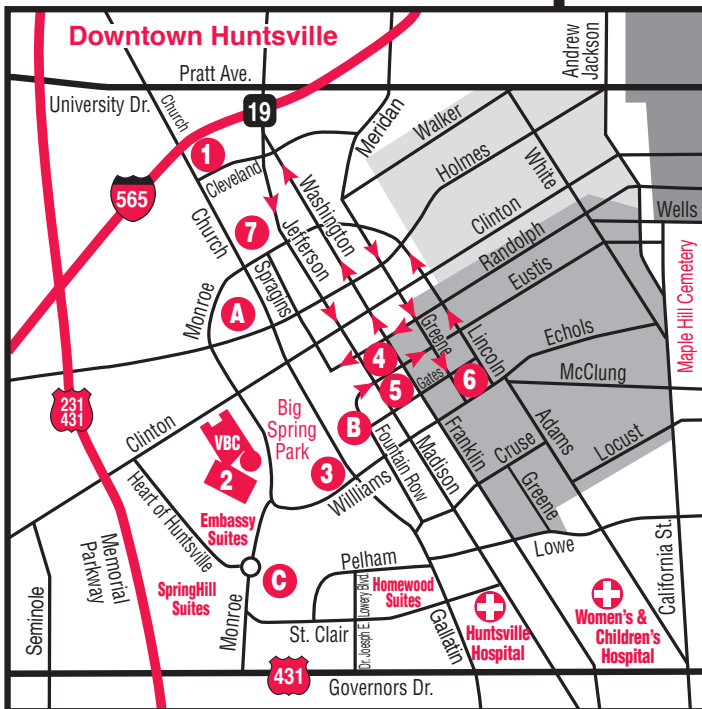 Downtown Huntsville
Andrew
Jackson
Pratt Ave.
University Dr.
Church
19
Meridan
Walker
1
Cleveland
Holmes
White
565
Church
Washington
Clinton
Wells
7
Jefferson
Randolph
Spragins
Eustis
Monroe
A
Greene
Lincoln
Echols
Maple Hill Cemetery
4
Gates
6
McClung
5
231
431
Clinton
Big
Spring
Park
B
VBC
2
3
Willliams
Fountain Row
Madison
Franklin
Cruse
Adams
Locust
Greene
Heart of Huntsville
Embassy
Suites
Lowe
Memorial
Parkway
SpringHill
Suites
C
Pelham
Homewood
Suites
Dr. Joesph E. Lowery Blvd
California St.
Seminole
Monroe
St. Clair
Gallatin
Huntsville
Hospital
Women's &
Children's
Hospital
431
Governors Dr.